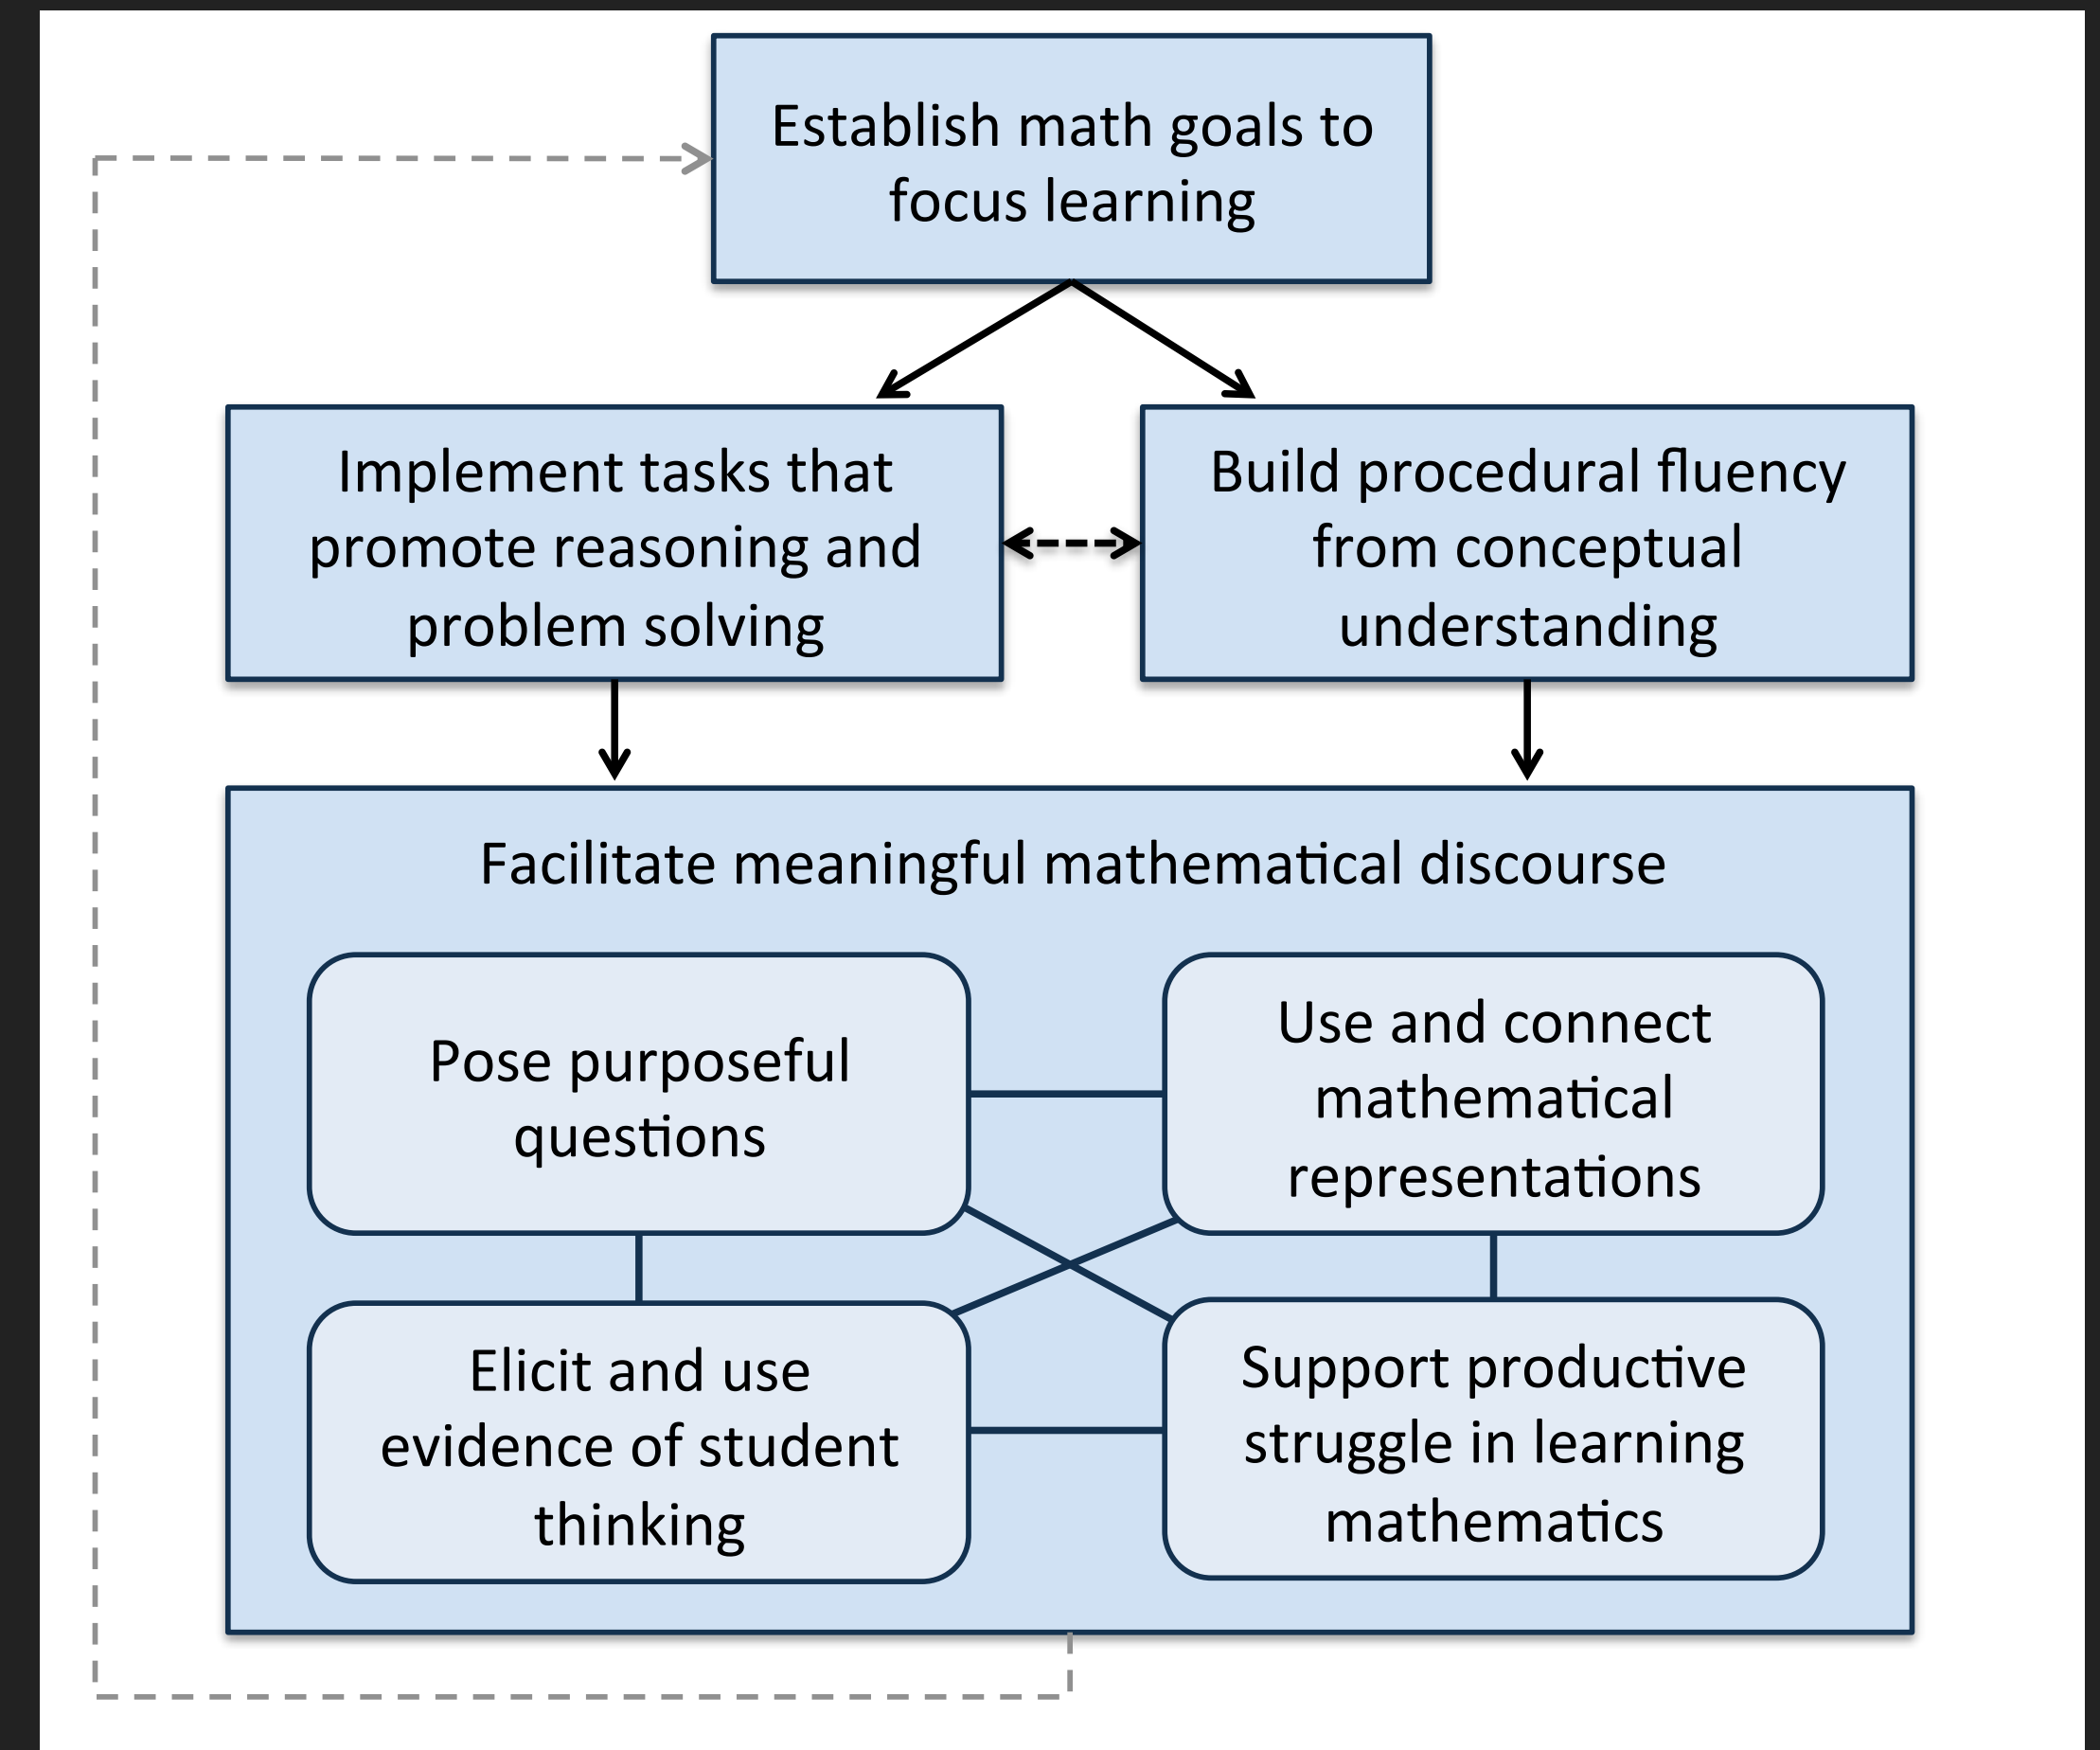 Establish math goals to
focus learning
Implement tasks that
promote reasoning and
problem solving
Build procedural fluency
from conceptual
understanding
Facilitate meaningful mathematical discourse
Pose purposeful
questions
Use and connect
mathematical
representations
Elicit and use
evidence of student
thinking
Support productive
struggle in learning
mathematics